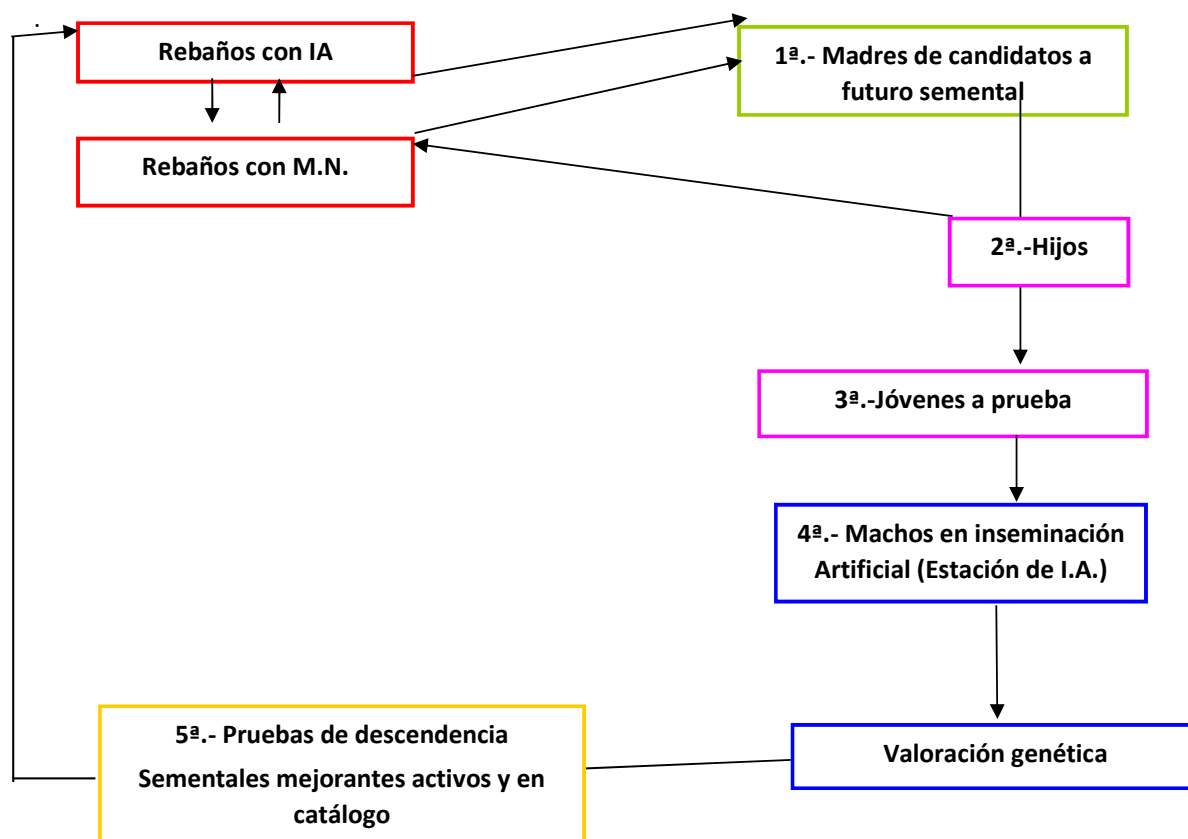 Rebaños con IA
1ª.- Madres de candidatos a
futuro semental
Rebaños con M.N.
2ª.-Hijos
3ª.-Jóvenes a prueba
4ª.- Machos en inseminación
Artificial (Estación de I.A.)
Valoración genética
5ª.- Pruebas de descendencia
Sementales mejorantes activos y en
catálogo